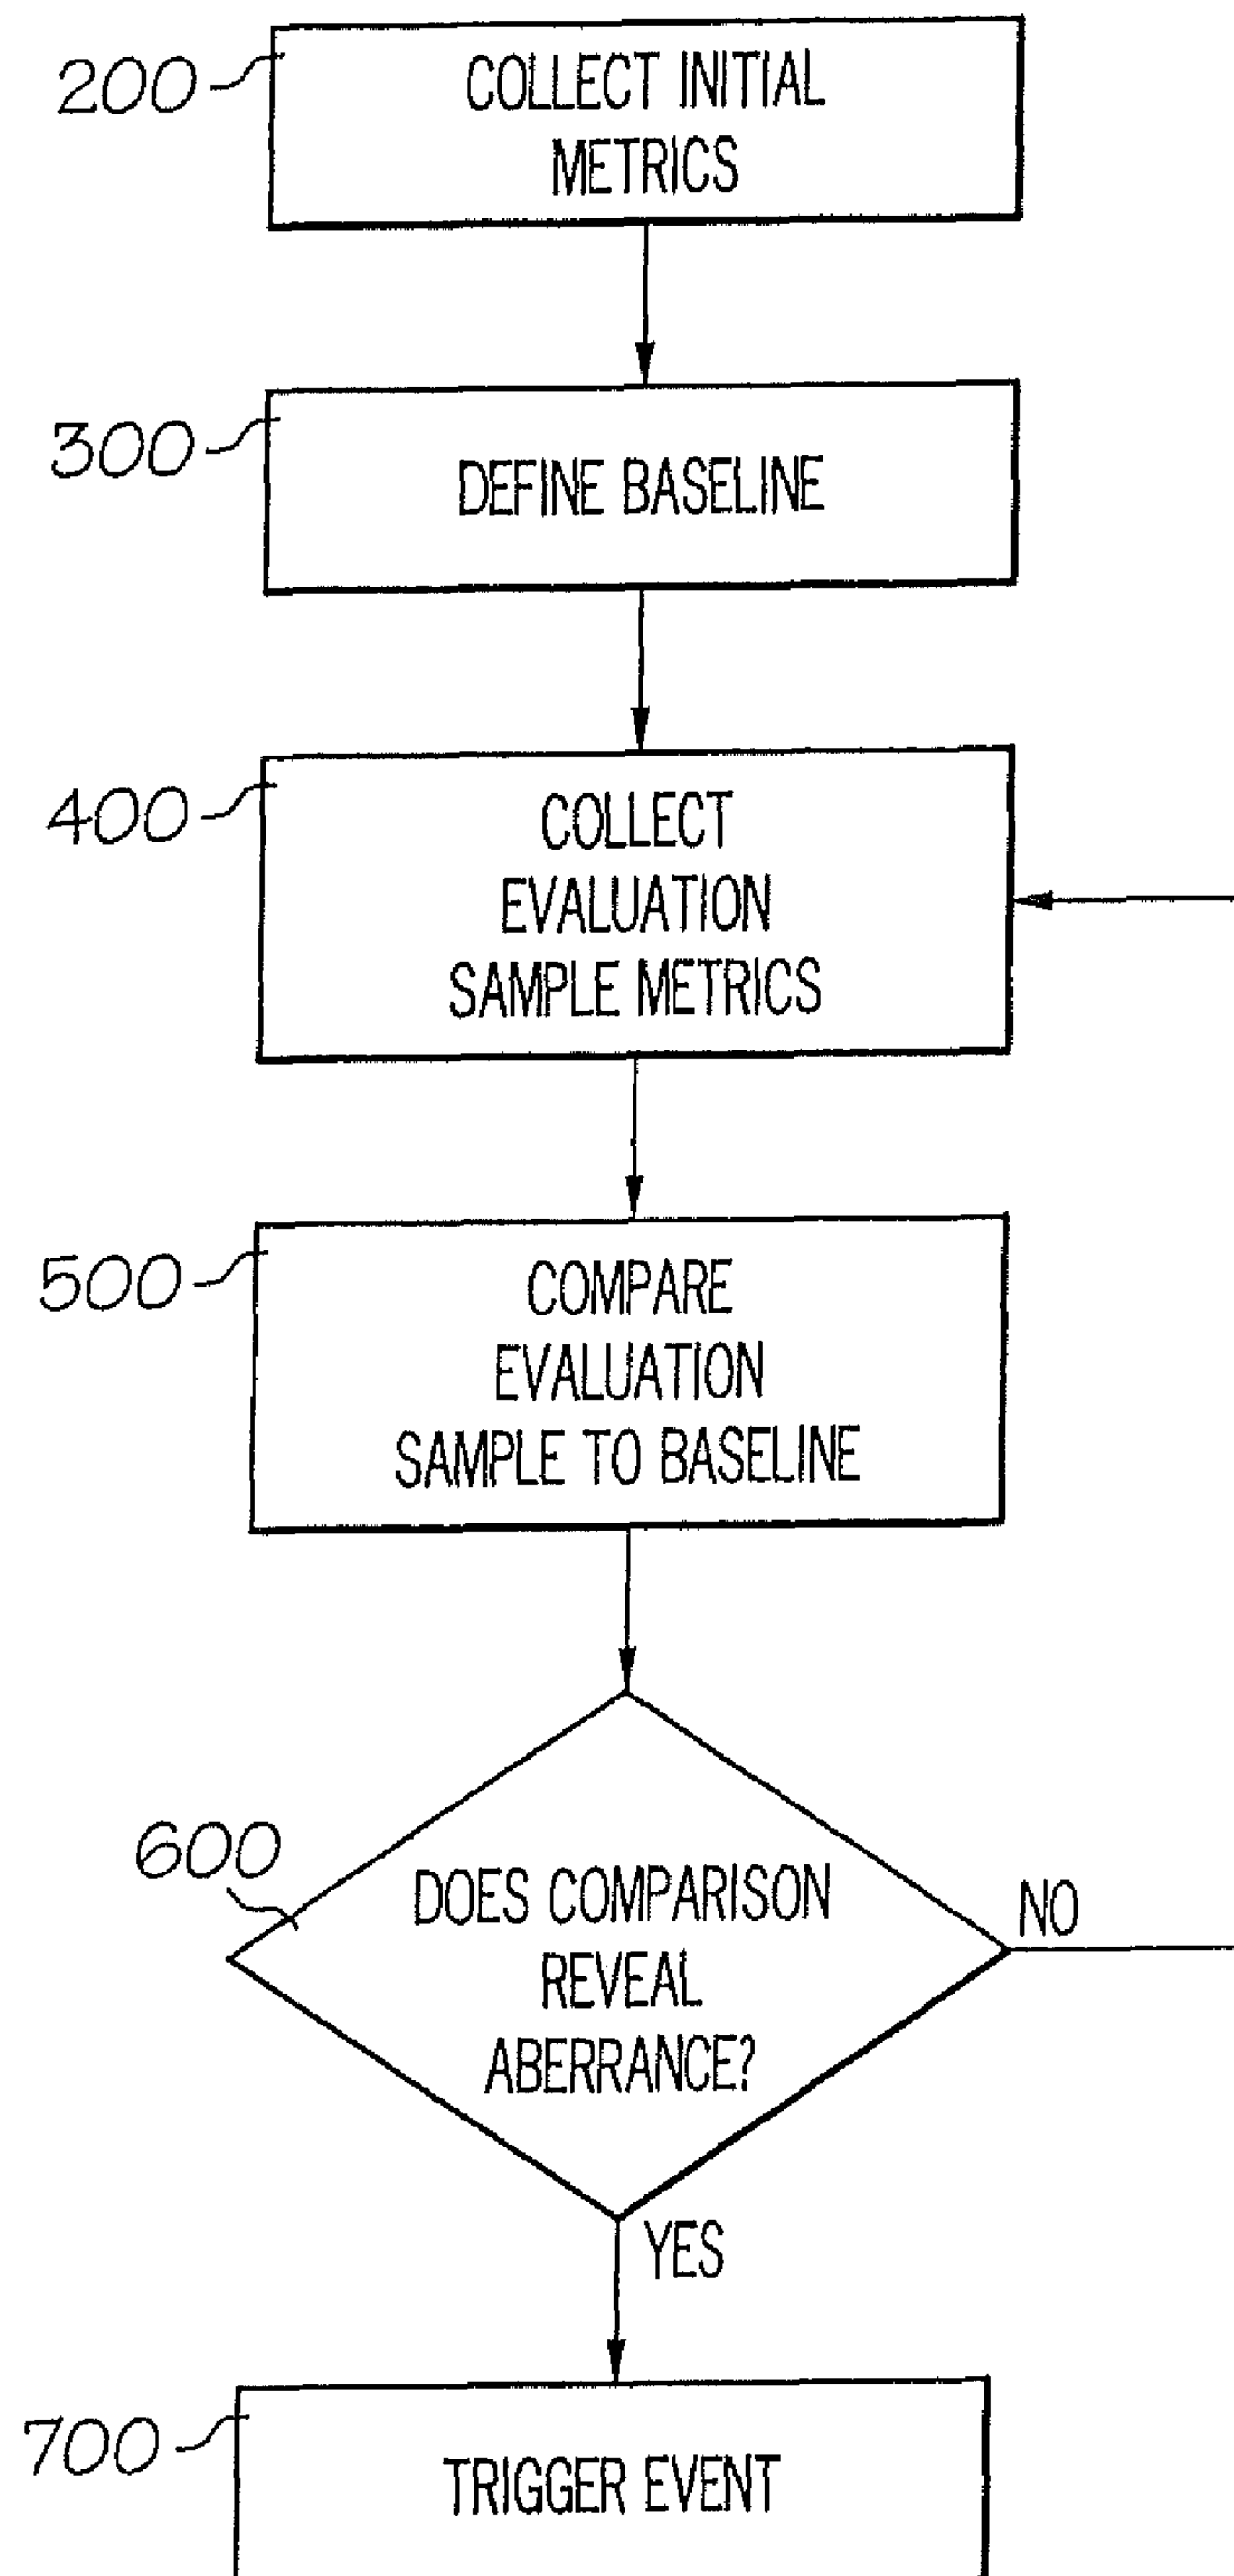 200
COLLECT INITIAL
METRICS
300
DEFINE BASELINE
400
COLLECT
EVALUATION
SAMPLE METRICS
500
COMPARE
EVALUATION
SAMPLE TO BASELINE
600
DOES COMPARISON
REVEAL
ABERRANCE?
NO
YES
700
TRIGGER EVENT